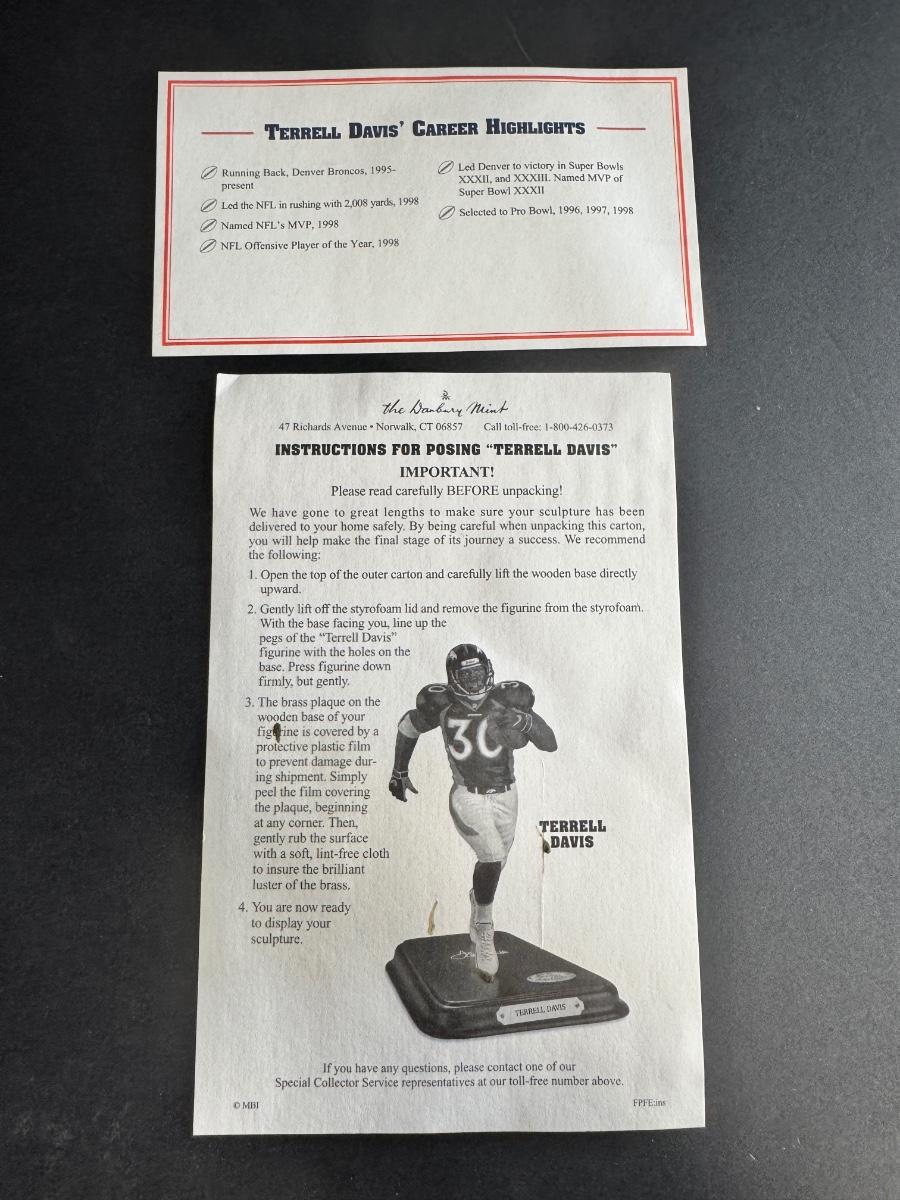 TERRELL DAVIS' CAREER HIGHLIGHTS
Running Back, Denver Broncos, 1995-
present
Led the NFL in rushing with 2,008 yards, 1998
Named NFL's MVP, 1998
NFL Offensive Player of the Year, 1998
Led Denver to victory in Super Bowls
XXXII, and XXXIII. Named MVP of
Super Bowl XXXII
Selected to Pro Bowl, 1996, 1997, 1998
the Danbury Mint
47 Richards Avenue • Norwalk, CT 06857 Call toll-free: 1-800-426-0373
INSTRUCTIONS FOR POSING "TERRELL DAVIS"
IMPORTANT!
Please read carefully BEFORE unpacking!
We have gone to great lengths to make sure your sculpture has been
delivered to your home safely. By being careful when unpacking this carton,
you will help make the final stage of its journey a success. We recommend
the following:
1. Open the top of the outer carton and carefully lift the wooden base directly
upward.
2. Gently lift off the styrofoam lid and remove the figurine from the styrofoam.
With the base facing you, line up the
pegs of the "Terrell Davis"
figurine with the holes on the
base. Press figurine down
firmly, but gently.
3. The brass plaque on the
wooden base of your
figurine is covered by a
protective plastic film
to prevent damage dur-
ing shipment. Simply
peel the film covering
the plaque, beginning
at any corner. Then,
gently rub the surface
with a soft, lint-free cloth
to insure the brilliant
luster of the brass.
4. You are now ready
to display your
sculpture.
30
TERRELL
DAVIS
TERRELL DAVIS
If you have any questions, please contact one of our
Special Collector Service representatives at our toll-free number above.
© MBI FPFE:ins